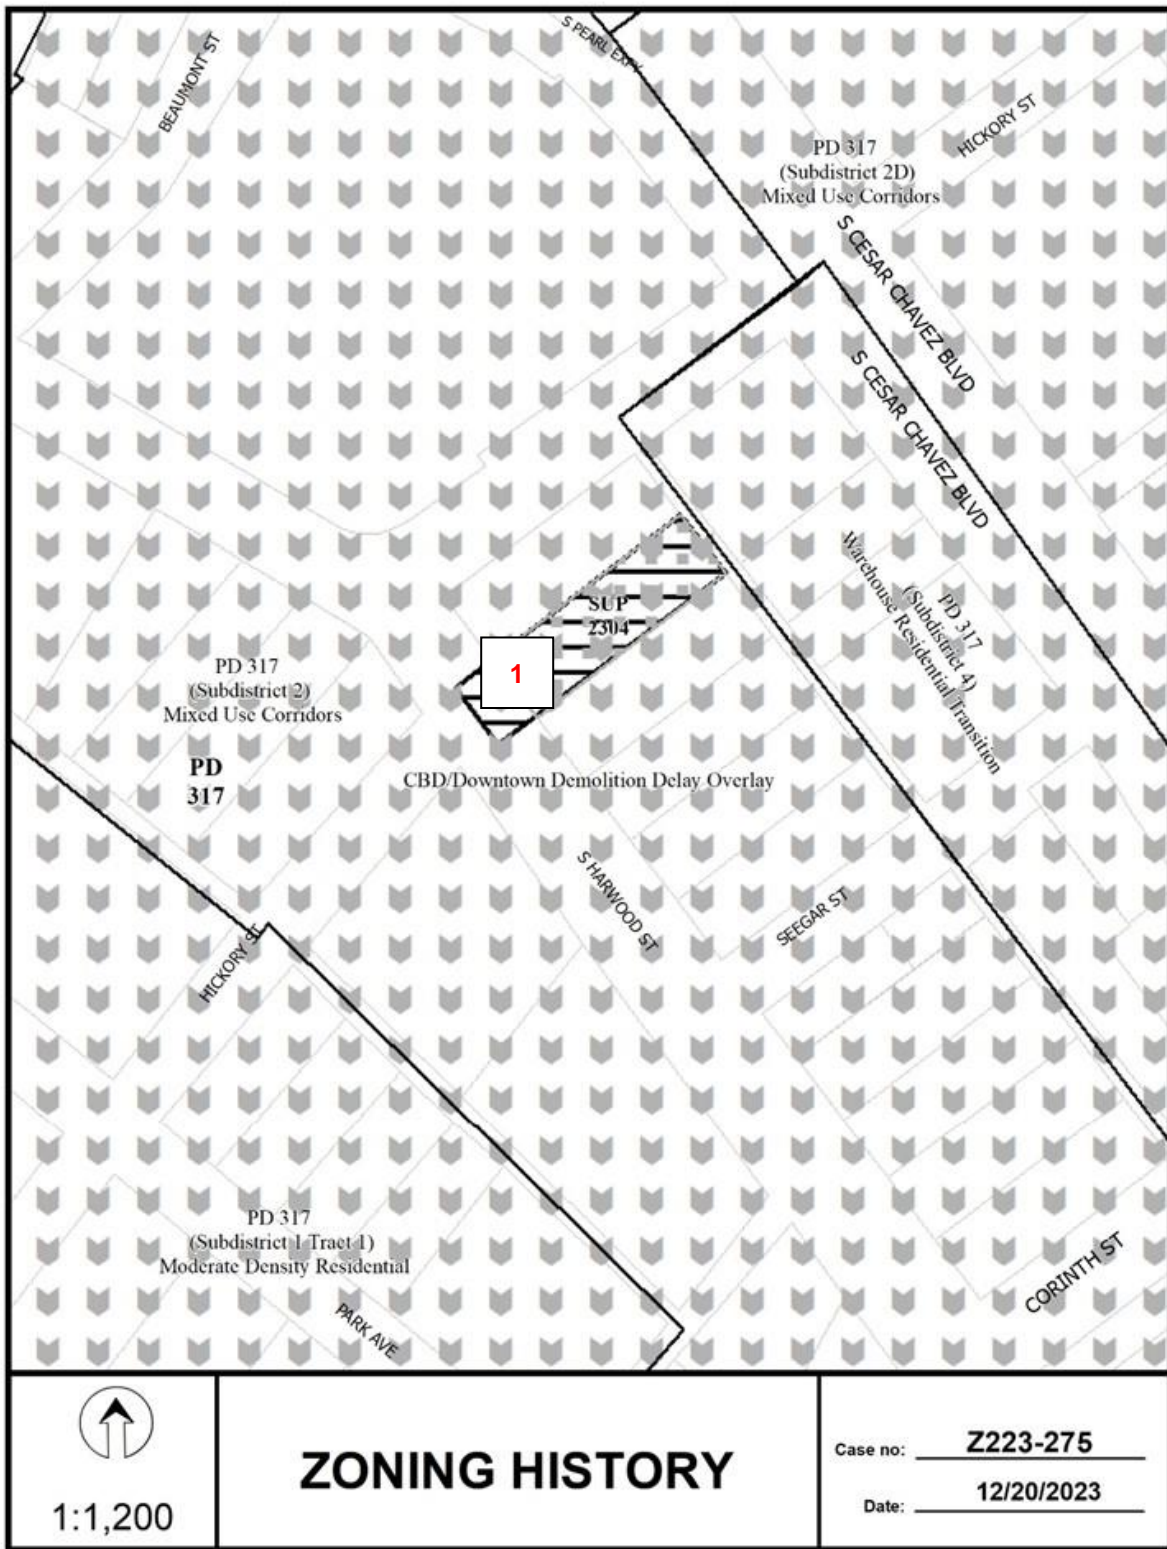 S PEARL EXPY
BEAUMONT ST
HICKORY ST
PD 317
(Subdistrict 2D)
Mixed Use Corridors
S CESAR CHAVEZ BLVD
S CESAR CHAVEZ BLVD
PD 317
(Subdistrict 4)
Warehouse Residential Transition
SUP
2304
1
PD 317
(Subdistrict 2)
Mixed Use Corridors
PD
317
CBD/Downtown Demolition Delay Overlay
S HARWOOD ST
SEEGAR ST
HICKORY ST
PD 317
(Subdistrict 1 Tract 1)
Moderate Density Residential
PARK AVE
CORINTH ST
1:1,200
ZONING HISTORY
Case no: Z223-275
Date: 12/20/2023